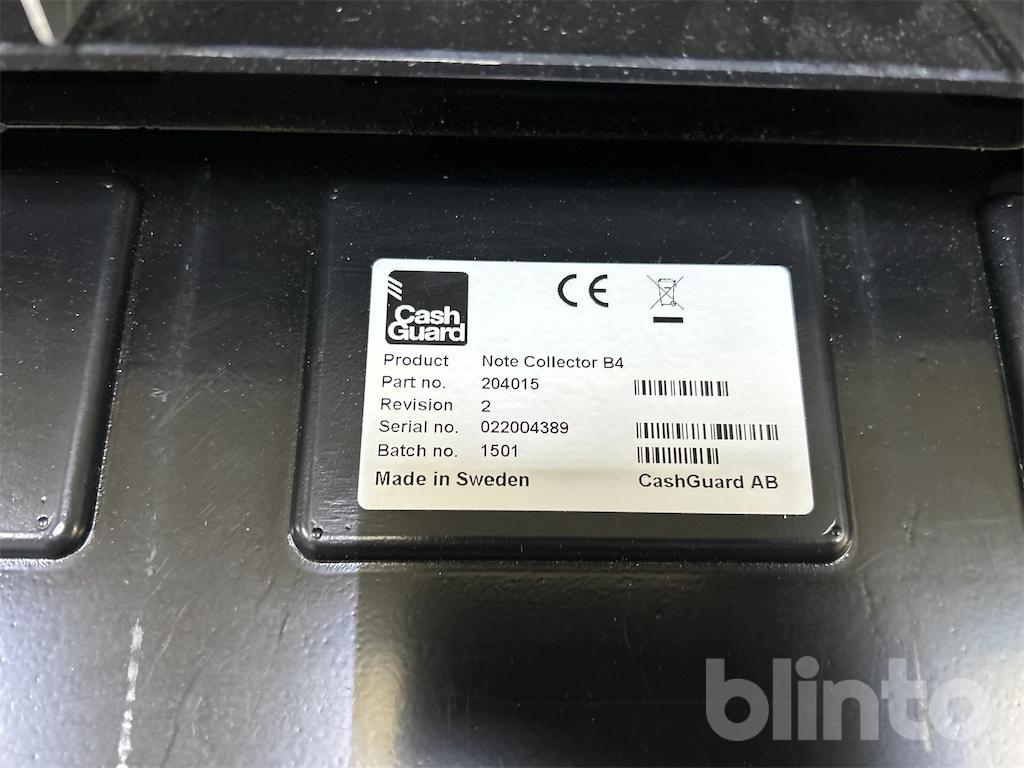 Cash
Guard
CE
Product Note Collector B4
Part no. 204015
Revision 2
Serial no. 022004389
Batch no. 1501
Made in Sweden CashGuard AB
blinto